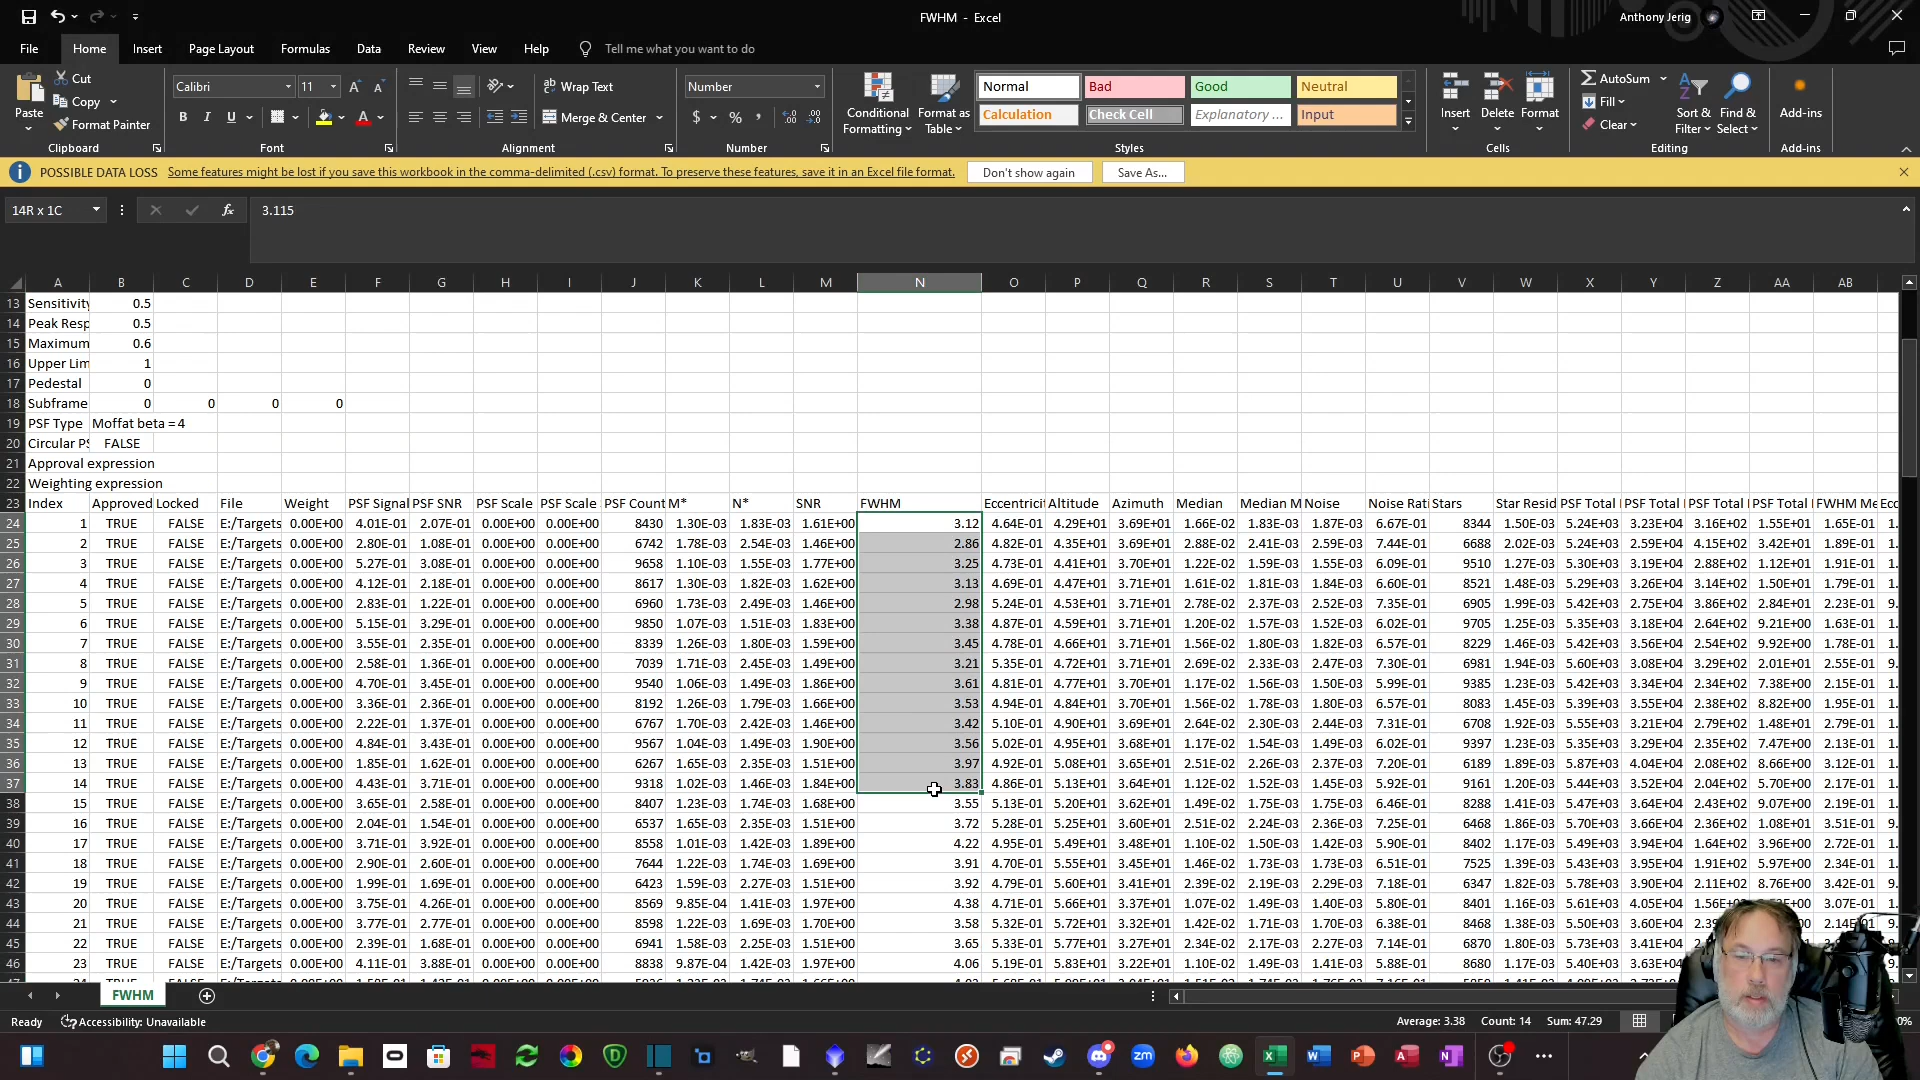 FWHM - Excel
Anthony Jerig
File Home Insert Page Layout Formulas Data Review View Help Tell me what you want to do
Paste
Cut
Copy
Format Painter
Clipboard
Calibri 11
B I U
Font
Wrap Text
Merge & Center
Alignment
Number
$ % ,
Number
Conditional Formatting
Format as Table
Normal Bad Good Neutral
Calculation Check Cell Explanatory ... Input
Styles
Insert Delete Format
Cells
AutoSum
Fill
Clear
Sort & Filter
Find & Select
Editing
Add-ins
Add-ins
POSSIBLE DATA LOSS Some features might be lost if you save this workbook in the comma-delimited (.csv) format. To preserve these features, save it in an Excel file format. Don't show again Save As...
14R x 1C fx 3.115
A B C D E F G H I J K L M N O P Q R S T U V W X Y Z AA AB
13 Sensitivity 0.5
14 Peak Resp 0.5
15 Maximum 0.6
16 Upper Lim 1
17 Pedestal 0
18 Subframe 0 0 0 0
19 PSF Type Moffat beta = 4
20 Circular PS FALSE
21 Approval expression
22 Weighting expression
23 Index Approved Locked File Weight PSF Signal PSF SNR PSF Scale PSF Scale PSF Count M* N* SNR FWHM Eccentricit Altitude Azimuth Median Median M Noise Noise Rati Stars Star Resid PSF Total PSF Total PSF Total PSF Total FWHM Me Ecc
24 1 TRUE FALSE E:/Targets 0.00E+00 4.01E-01 2.07E-01 0.00E+00 0.00E+00 8430 1.30E-03 1.83E-03 1.61E+00 3.12 4.64E-01 4.29E+01 3.69E+01 1.66E-02 1.83E-03 1.87E-03 6.67E-01 8344 1.50E-03 5.24E+03 3.23E+04 3.16E+02 1.55E+01 1.65E-01 1.
25 2 TRUE FALSE E:/Targets 0.00E+00 2.80E-01 1.08E-01 0.00E+00 0.00E+00 6742 1.78E-03 2.54E-03 1.46E+00 2.86 4.82E-01 4.35E+01 3.69E+01 2.88E-02 2.41E-03 2.59E-03 7.44E-01 6688 2.02E-03 5.24E+03 2.59E+04 4.15E+02 3.42E+01 1.89E-01 1.
26 3 TRUE FALSE E:/Targets 0.00E+00 5.27E-01 3.08E-01 0.00E+00 0.00E+00 9658 1.10E-03 1.55E-03 1.77E+00 3.25 4.73E-01 4.41E+01 3.70E+01 1.22E-02 1.59E-03 1.55E-03 6.09E-01 9510 1.27E-03 5.30E+03 3.19E+04 2.88E+02 1.12E+01 1.91E-01 1.
27 4 TRUE FALSE E:/Targets 0.00E+00 4.12E-01 2.18E-01 0.00E+00 0.00E+00 8617 1.30E-03 1.82E-03 1.62E+00 3.13 4.69E-01 4.47E+01 3.71E+01 1.61E-02 1.81E-03 1.84E-03 6.60E-01 8521 1.48E-03 5.29E+03 3.26E+04 3.14E+02 1.50E+01 1.79E-01 1.
28 5 TRUE FALSE E:/Targets 0.00E+00 2.83E-01 1.22E-01 0.00E+00 0.00E+00 6960 1.73E-03 2.49E-03 1.46E+00 2.98 5.24E-01 4.53E+01 3.71E+01 2.78E-02 2.37E-03 2.52E-03 7.35E-01 6905 1.99E-03 5.42E+03 2.75E+04 3.86E+02 2.84E+01 2.23E-01 9.
29 6 TRUE FALSE E:/Targets 0.00E+00 5.15E-01 3.29E-01 0.00E+00 0.00E+00 9850 1.07E-03 1.51E-03 1.83E+00 3.38 4.87E-01 4.59E+01 3.71E+01 1.20E-02 1.57E-03 1.52E-03 6.02E-01 9705 1.25E-03 5.35E+03 3.18E+04 2.64E+02 9.21E+00 1.63E-01 1.
30 7 TRUE FALSE E:/Targets 0.00E+00 3.55E-01 2.35E-01 0.00E+00 0.00E+00 8339 1.26E-03 1.80E-03 1.59E+00 3.45 4.78E-01 4.66E+01 3.71E+01 1.56E-02 1.80E-03 1.82E-03 6.57E-01 8229 1.46E-03 5.42E+03 3.56E+04 2.54E+02 9.92E+00 1.78E-01 1.
31 8 TRUE FALSE E:/Targets 0.00E+00 2.58E-01 1.36E-01 0.00E+00 0.00E+00 7039 1.71E-03 2.45E-03 1.49E+00 3.21 5.35E-01 4.72E+01 3.71E+01 2.69E-02 2.33E-03 2.47E-03 7.30E-01 6981 1.94E-03 5.60E+03 3.08E+04 3.29E+02 2.01E+01 2.55E-01 9.
32 9 TRUE FALSE E:/Targets 0.00E+00 4.70E-01 3.45E-01 0.00E+00 0.00E+00 9540 1.06E-03 1.49E-03 1.86E+00 3.61 4.81E-01 4.77E+01 3.70E+01 1.17E-02 1.56E-03 1.50E-03 5.99E-01 9385 1.23E-03 5.42E+03 3.34E+04 2.34E+02 7.38E+00 2.15E-01 1.
33 10 TRUE FALSE E:/Targets 0.00E+00 3.36E-01 2.36E-01 0.00E+00 0.00E+00 8192 1.26E-03 1.79E-03 1.66E+00 3.53 4.94E-01 4.84E+01 3.70E+01 1.56E-02 1.78E-03 1.80E-03 6.57E-01 8083 1.45E-03 5.39E+03 3.55E+04 2.38E+02 8.82E+00 1.95E-01 1.
34 11 TRUE FALSE E:/Targets 0.00E+00 2.22E-01 1.37E-01 0.00E+00 0.00E+00 6767 1.70E-03 2.42E-03 1.46E+00 3.42 5.10E-01 4.90E+01 3.69E+01 2.64E-02 2.30E-03 2.44E-03 7.31E-01 6708 1.92E-03 5.55E+03 3.21E+04 2.79E+02 1.48E+01 2.79E-01 1.
35 12 TRUE FALSE E:/Targets 0.00E+00 4.84E-01 3.43E-01 0.00E+00 0.00E+00 9567 1.04E-03 1.49E-03 1.90E+00 3.56 5.02E-01 4.95E+01 3.68E+01 1.17E-02 1.54E-03 1.49E-03 6.02E-01 9397 1.23E-03 5.35E+03 3.29E+04 2.35E+02 7.47E+00 2.13E-01 1.
36 13 TRUE FALSE E:/Targets 0.00E+00 1.85E-01 1.62E-01 0.00E+00 0.00E+00 6267 1.65E-03 2.35E-03 1.51E+00 3.97 4.92E-01 5.08E+01 3.65E+01 2.51E-02 2.26E-03 2.37E-03 7.20E-01 6189 1.89E-03 5.87E+03 4.04E+04 2.08E+02 8.66E+00 3.12E-01 1.
37 14 TRUE FALSE E:/Targets 0.00E+00 4.43E-01 3.71E-01 0.00E+00 0.00E+00 9318 1.02E-03 1.46E-03 1.84E+00 3.83 4.86E-01 5.13E+01 3.64E+01 1.12E-02 1.52E-03 1.45E-03 5.92E-01 9161 1.20E-03 5.44E+03 3.52E+04 2.04E+02 5.70E+00 2.17E-01 1.
38 15 TRUE FALSE E:/Targets 0.00E+00 3.65E-01 2.58E-01 0.00E+00 0.00E+00 8407 1.23E-03 1.74E-03 1.68E+00 3.55 5.13E-01 5.20E+01 3.62E+01 1.49E-02 1.75E-03 1.75E-03 6.46E-01 8288 1.41E-03 5.47E+03 3.64E+04 2.43E+02 9.07E+00 2.19E-01 1.
39 16 TRUE FALSE E:/Targets 0.00E+00 2.04E-01 1.54E-01 0.00E+00 0.00E+00 6537 1.65E-03 2.35E-03 1.51E+00 3.72 5.28E-01 5.25E+01 3.60E+01 2.51E-02 2.24E-03 2.36E-03 7.25E-01 6468 1.86E-03 5.70E+03 3.66E+04 2.36E+02 1.08E+01 3.51E-01 9.
40 17 TRUE FALSE E:/Targets 0.00E+00 3.71E-01 3.92E-01 0.00E+00 0.00E+00 8558 1.01E-03 1.42E-03 1.89E+00 4.22 4.95E-01 5.49E+01 3.48E+01 1.10E-02 1.50E-03 1.42E-03 5.90E-01 8402 1.17E-03 5.49E+03 3.94E+04 1.64E+02 3.96E+00 2.72E-01 1.
41 18 TRUE FALSE E:/Targets 0.00E+00 2.90E-01 2.60E-01 0.00E+00 0.00E+00 7644 1.22E-03 1.74E-03 1.69E+00 3.91 4.70E-01 5.55E+01 3.45E+01 1.46E-02 1.73E-03 1.73E-03 6.51E-01 7525 1.39E-03 5.43E+03 3.95E+04 1.91E+02 5.97E+00 2.34E-01 1.
42 19 TRUE FALSE E:/Targets 0.00E+00 1.99E-01 1.69E-01 0.00E+00 0.00E+00 6423 1.59E-03 2.27E-03 1.51E+00 3.92 4.79E-01 5.60E+01 3.41E+01 2.39E-02 2.19E-03 2.29E-03 7.18E-01 6347 1.82E-03 5.78E+03 3.90E+04 2.11E+02 8.76E+00 3.42E-01 9.
43 20 TRUE FALSE E:/Targets 0.00E+00 3.75E-01 4.26E-01 0.00E+00 0.00E+00 8569 9.85E-04 1.41E-03 1.97E+00 4.38 4.71E-01 5.66E+01 3.37E+01 1.07E-02 1.49E-03 1.40E-03 5.80E-01 8401 1.16E-03 5.61E+03 4.05E+04 3.07E-01 1.
44 21 TRUE FALSE E:/Targets 0.00E+00 3.77E-01 2.77E-01 0.00E+00 0.00E+00 8598 1.22E-03 1.69E-03 1.70E+00 3.58 5.32E-01 5.72E+01 3.32E+01 1.42E-02 1.71E-03 1.70E-03 6.38E-01 8468 1.38E-03 5.50E+03 3.60E+04 9.
45 22 TRUE FALSE E:/Targets 0.00E+00 2.39E-01 1.68E-01 0.00E+00 0.00E+00 6941 1.58E-03 2.25E-03 1.51E+00 3.65 5.33E-01 5.77E+01 3.27E+01 2.34E-02 2.17E-03 2.27E-03 7.14E-01 6870 1.80E-03 5.73E+03 3.41E+04
46 23 TRUE FALSE E:/Targets 0.00E+00 4.11E-01 3.88E-01 0.00E+00 0.00E+00 8838 9.87E-04 1.42E-03 1.97E+00 4.06 5.19E-01 5.83E+01 3.22E+01 1.10E-02 1.49E-03 1.41E-03 5.88E-01 8680 1.17E-03 5.40E+03 3.63E+04
FWHM
Ready Accessibility: Unavailable Average: 3.38 Count: 14 Sum: 47.29